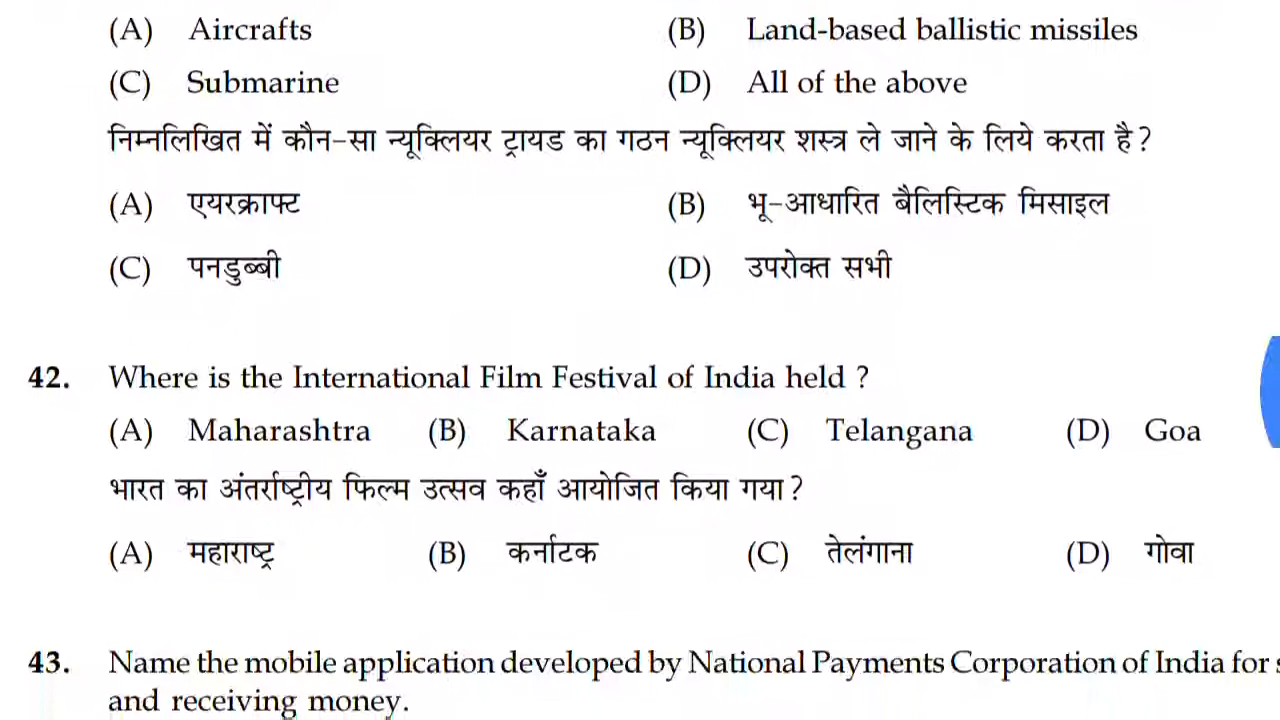 (A) Aircrafts (B) Land-based ballistic missiles
(C) Submarine (D) All of the above
निम्नलिखित में कौन-सा न्यूक्लियर ट्रायड का गठन न्यूक्लियर शस्त्र ले जाने के लिये करता है ?
(A) एयरक्राफ्ट (B) भू-आधारित बैलिस्टिक मिसाइल
(C) पनडुब्बी (D) उपरोक्त सभी
42. Where is the International Film Festival of India held ?
(A) Maharashtra (B) Karnataka (C) Telangana (D) Goa
भारत का अंतर्राष्ट्रीय फिल्म उत्सव कहाँ आयोजित किया गया ?
(A) महाराष्ट्र (B) कर्नाटक (C) तेलंगाना (D) गोवा
43. Name the mobile application developed by National Payments Corporation of India for
and receiving money.